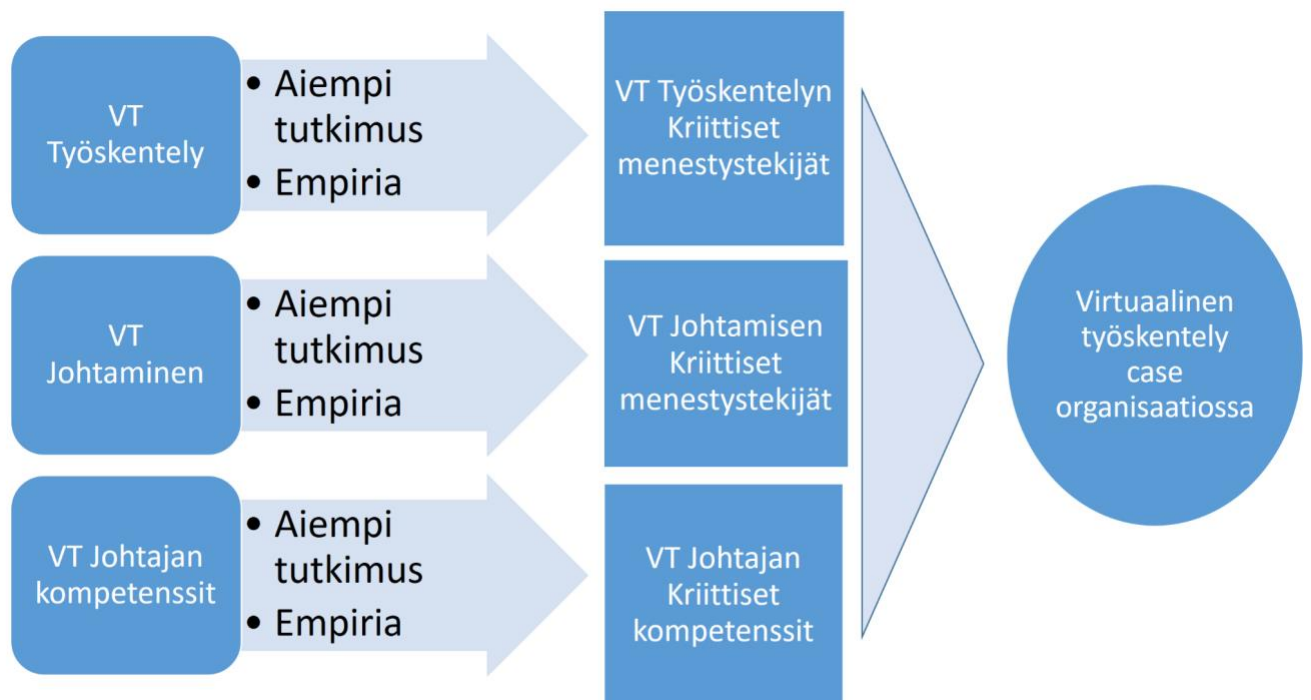 VT
Työskentely
• Aiempi
tutkimus
• Empiria
VT Työskentelyn
Kriittiset
menestystekijät
VT
Johtaminen
• Aiempi
tutkimus
• Empiria
VT Johtamisen
Kriittiset
menestystekijät
VT Johtajan
kompetenssit
• Aiempi
tutkimus
• Empiria
VT Johtajan
Kriittiset
kompetenssit
Virtuaalinen
työskentely
case
organisaatiossa